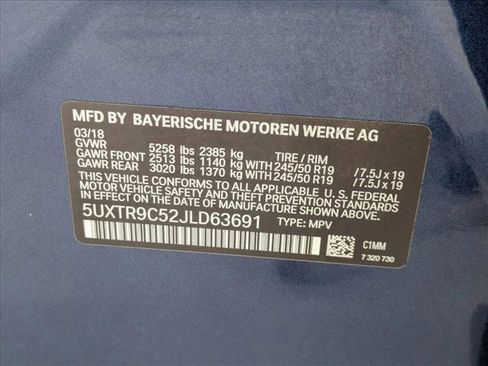 MFD BY BAYERISCHE MOTOREN WERKE AG
03/18
GVWR 5258 lbs 2385 kg TIRE / RIM
GAWR FRONT 2513 lbs 1140 kg WITH 245/50 R19 /7.5J x 19
GAWR REAR 3020 lbs 1370 kg WITH 245/50 R19 /7.5J x 19
THIS VEHICLE CONFORMS TO ALL APPLICABLE U.S. FEDERAL
MOTOR VEHICLE SAFETY STANDARDS
IN EFFECT ON THE DATE OF MANUFACTURE SHOWN ABOVE.
5UXTR9C52JLD63691 TYPE: MPV
C1MM
7 320 730